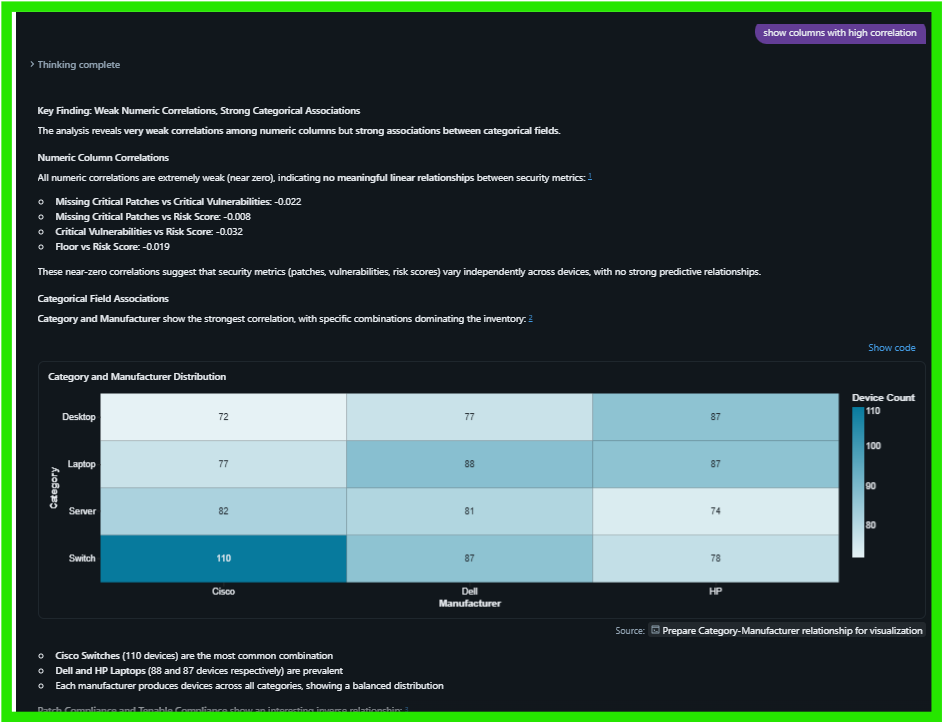 show columns with high correlation
Thinking complete
Key Finding: Weak Numeric Correlations, Strong Categorical Associations
The analysis reveals very weak correlations among numeric columns but strong associations between categorical fields.
Numeric Column Correlations
All numeric correlations are extremely weak (near zero), indicating no meaningful linear relationships between security metrics: 1
Missing Critical Patches vs Critical Vulnerabilities: -0.022
Missing Critical Patches vs Risk Score: -0.008
Critical Vulnerabilities vs Risk Score: -0.032
Floor vs Risk Score: -0.019
These near-zero correlations suggest that security metrics (patches, vulnerabilities, risk scores) vary independently across devices, with no strong predictive relationships.
Categorical Field Associations
Category and Manufacturer show the strongest correlation, with specific combinations dominating the inventory: 2
Show code
Category and Manufacturer Distribution
Device Count
Desktop 72 77 87
Laptop 77 88 87
Server 82 81 74
Switch 110 87 78
Category
110
100
90
80
Cisco Dell HP
Manufacturer
Source: Prepare Category-Manufacturer relationship for visualization
Cisco Switches (110 devices) are the most common combination
Dell and HP Laptops (88 and 87 devices respectively) are prevalent
Each manufacturer produces devices across all categories, showing a balanced distribution
Patch Compliance and Tenable Compliance show an interesting inverse relationship: